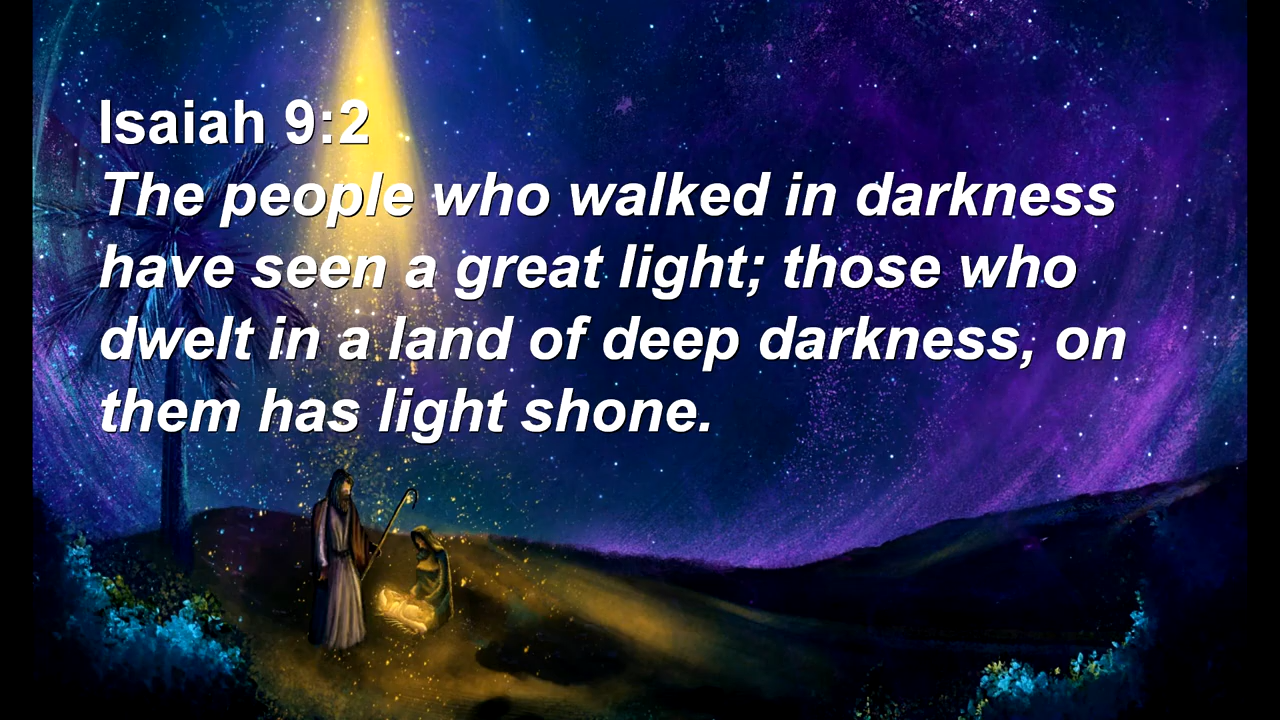 Isaiah 9:2
The people who walked in darkness
have seen a great light; those who
dwelt in a land of deep darkness, on
them has light shone.